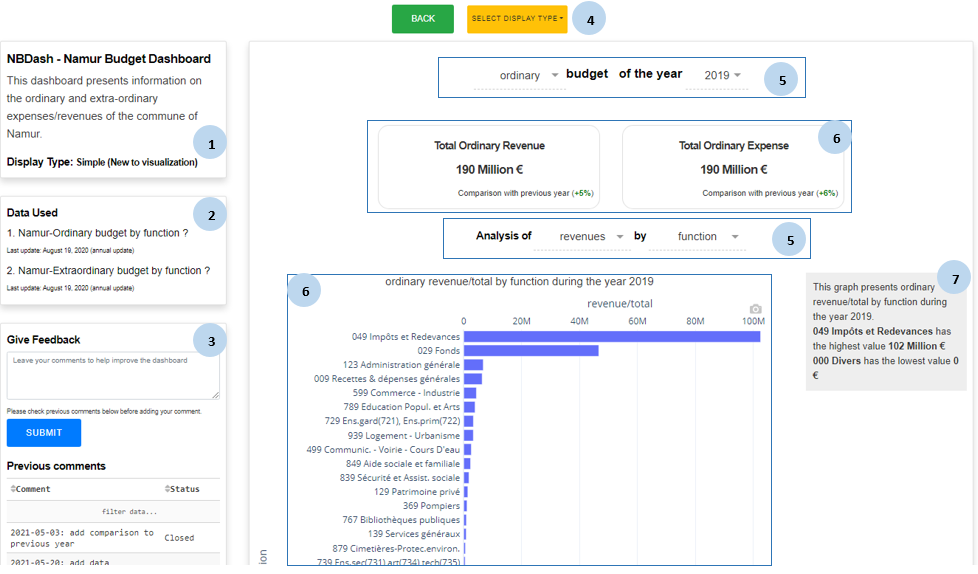 BACK
SELECT DISPLAY TYPE
4
NBDash - Namur Budget Dashboard
This dashboard presents information
on the ordinary and extra-ordinary
expenses/revenues of the commune of
Namur.
1
Display Type: Simple (New to visualization)
Data Used
2
1. Namur-Ordinary budget by function ?
Last update: August 19, 2020 (annual update)
2. Namur-Extraordinary budget by function ?
Last update: August 19, 2020 (annual update)
Give Feedback
3
Leave your comments to help improve the dashboard
Please check previous comments below before adding your comment.
SUBMIT
Previous comments
Comment Status
filter data...
2021-05-03: add comparison to
previous year
Closed
2021-05-20: add data
ordinary budget of the year 2019
5
6
Total Ordinary Revenue
190 Million €
Comparison with previous year (+5%)
Total Ordinary Expense
190 Million €
Comparison with previous year (+6%)
Analysis of revenues by function
5
6
ordinary revenue/total by function during the year 2019
revenue/total
0 20M 40M 60M 80M 100M
049 Impôts et Redevances
029 Fonds
123 Administration générale
009 Recettes & dépenses générales
599 Commerce - Industrie
789 Education Popul. et Arts
729 Ens.gard(721), Ens.prim(722)
939 Logement - Urbanisme
499 Communic. - Voirie - Cours D'eau
849 Aide sociale et familiale
839 Sécurité et Assist. sociale
129 Patrimoine privé
369 Pompiers
767 Bibliothèques publiques
139 Services généraux
879 Cimetières-Protec.environ.
739 Ens.sec(731),art(734),tech(735)
7
This graph presents ordinary
revenue/total by function during
the year 2019.
049 Impôts et Redevances has
the highest value 102 Million €
000 Divers has the lowest value 0
€